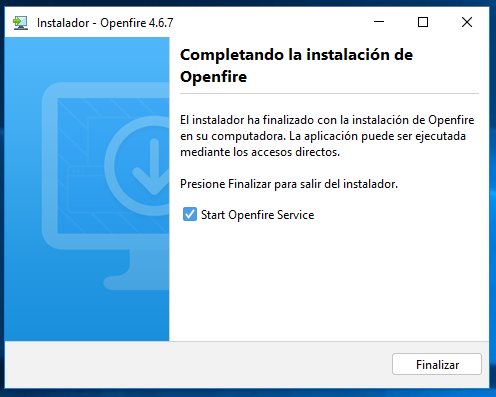 Instalador - Openfire 4.6.7
Completando la instalación de
Openfire
El instalador ha finalizado con la instalación de Openfire
en su computadora. La aplicación puede ser ejecutada
mediante los accesos directos.
Presione Finalizar para salir del instalador.
Start Openfire Service
Finalizar